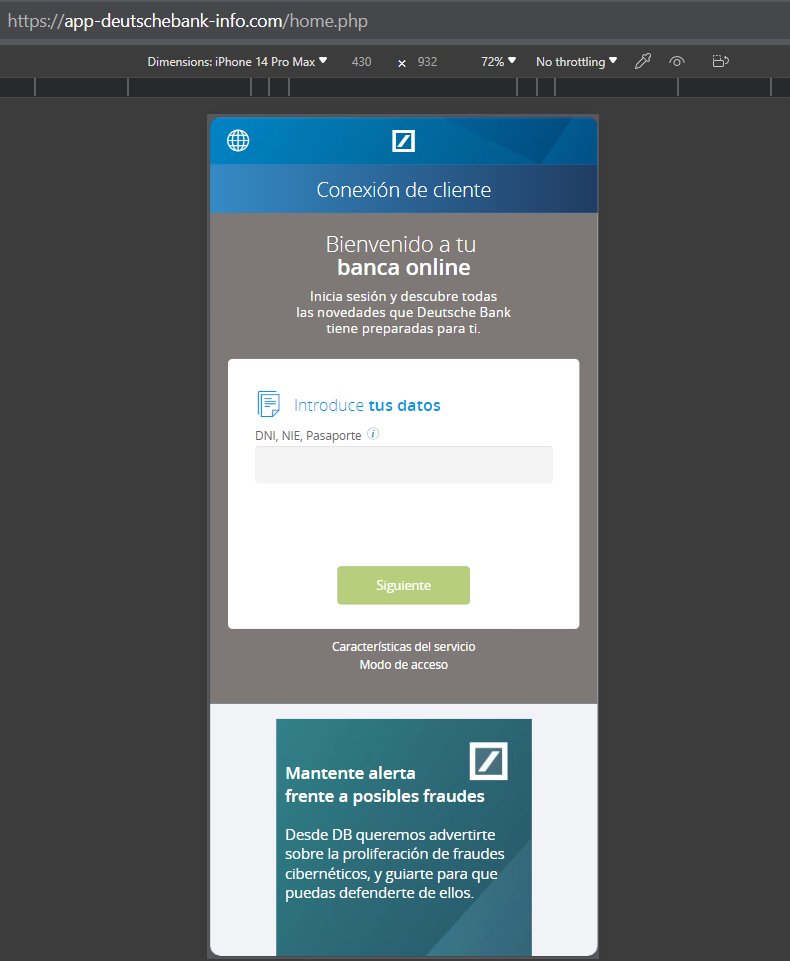 https://app-deutschebank-info.com/home.php
Dimensions: iPhone 14 Pro Max 430 × 932 72% No throttling
Conexión de cliente
Bienvenido a tu
banca online
Inicia sesión y descubre todas
las novedades que Deutsche Bank
tiene preparadas para ti.
Introduce tus datos
DNI, NIE, Pasaporte
Siguiente
Características del servicio
Modo de acceso
Mantente alerta
frente a posibles fraudes
Desde DB queremos advertirte
sobre la proliferación de fraudes
cibernéticos, y guiarte para que
puedas defenderte de ellos.